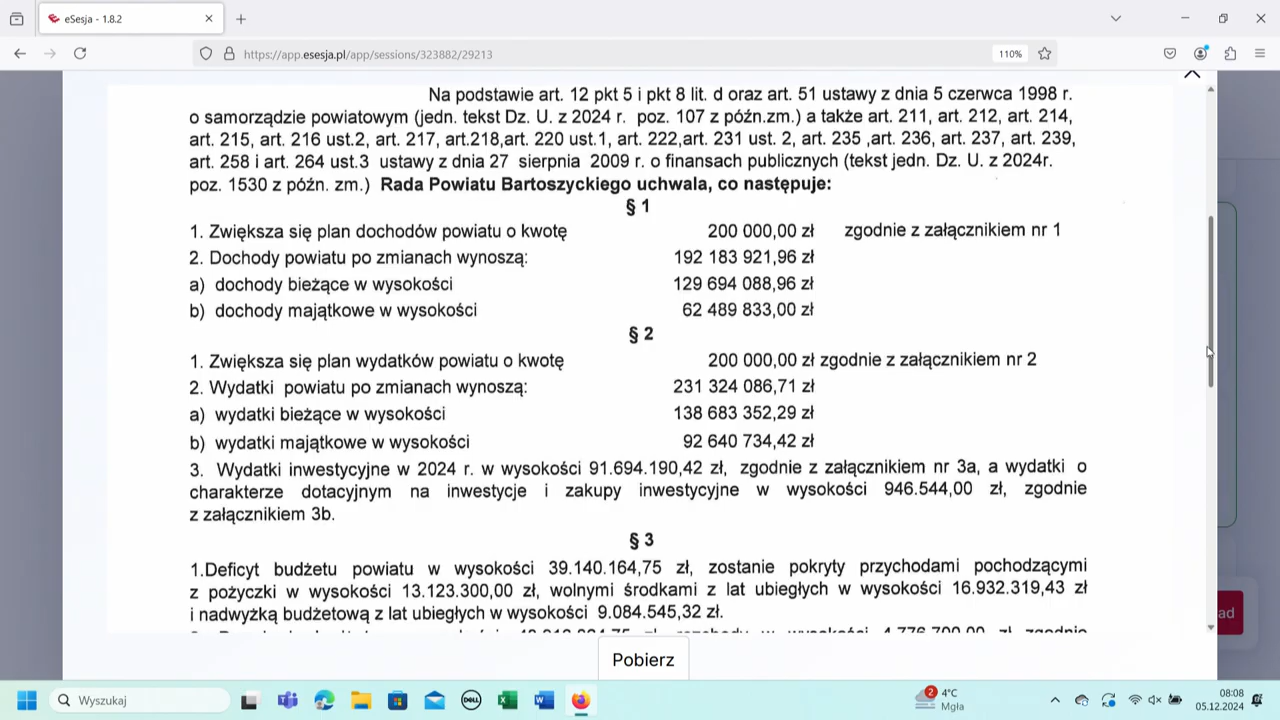 eSesja - 1.8.2
https://app.esesja.pl/app/sessions/323882/29213
110%
Na podstawie art. 12 pkt 5 i pkt 8 lit. d oraz art. 51 ustawy z dnia 5 czerwca 1998 r.
o samorządzie powiatowym (jedn. tekst Dz. U. z 2024 r. poz. 107 z późn.zm.) a także art. 211, art. 212, art. 214,
art. 215, art. 216 ust.2, art. 217, art.218,art. 220 ust.1, art. 222,art. 231 ust. 2, art. 235 ,art. 236, art. 237, art. 239,
art. 258 i art. 264 ust.3 ustawy z dnia 27 sierpnia 2009 r. o finansach publicznych (tekst jedn. Dz. U. z 2024r.
poz. 1530 z późn. zm.) Rada Powiatu Bartoszyckiego uchwala, co następuje:
§ 1
1. Zwiększa się plan dochodów powiatu o kwotę 200 000,00 zł zgodnie z załącznikiem nr 1
2. Dochody powiatu po zmianach wynoszą: 192 183 921,96 zł
a) dochody bieżące w wysokości 129 694 088,96 zł
b) dochody majątkowe w wysokości 62 489 833,00 zł
§ 2
1. Zwiększa się plan wydatków powiatu o kwotę 200 000,00 zł zgodnie z załącznikiem nr 2
2. Wydatki powiatu po zmianach wynoszą: 231 324 086,71 zł
a) wydatki bieżące w wysokości 138 683 352,29 zł
b) wydatki majątkowe w wysokości 92 640 734,42 zł
3. Wydatki inwestycyjne w 2024 r. w wysokości 91.694.190,42 zł, zgodnie z załącznikiem nr 3a, a wydatki o
charakterze dotacyjnym na inwestycje i zakupy inwestycyjne w wysokości 946.544,00 zł, zgodnie
z załącznikiem 3b.
§ 3
1.Deficyt budżetu powiatu w wysokości 39.140.164,75 zł, zostanie pokryty przychodami pochodzącymi
z pożyczki w wysokości 13.123.300,00 zł, wolnymi środkami z lat ubiegłych w wysokości 16.932.319,43 zł
i nadwyżką budżetową z lat ubiegłych w wysokości 9.084.545,32 zł.
ad
Pobierz
Wyszukaj
DELL
2
4°C
Mgła
08:08
05.12.2024